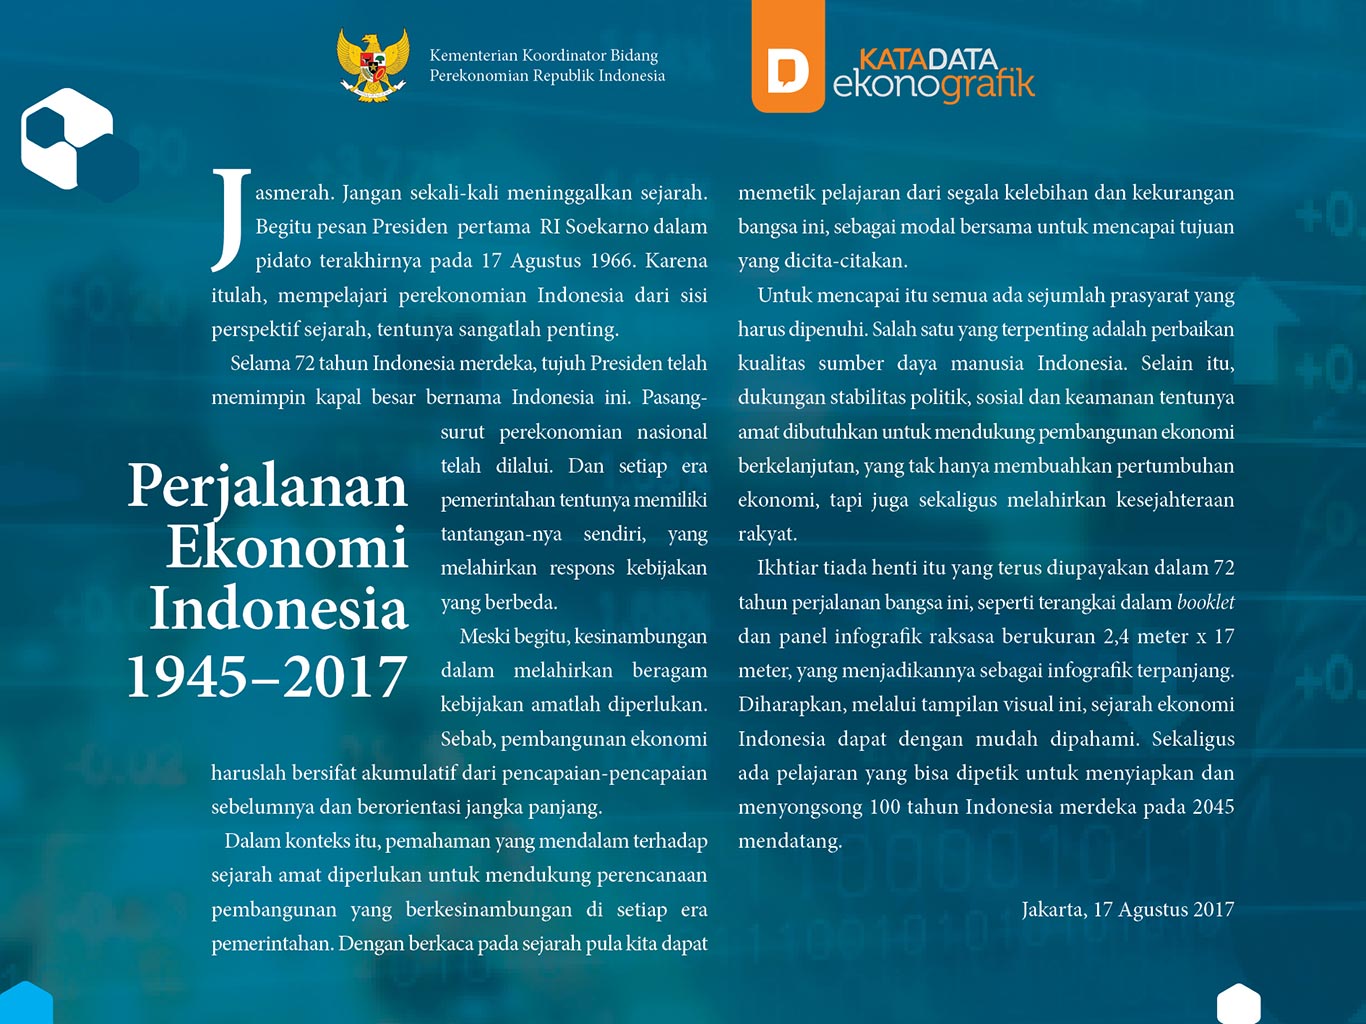 Kementerian Koordinator Bidang
Perekonomian Republik Indonesia
D
KATADATA
ekonografik
Jasmerah. Jangan sekali-kali meninggalkan sejarah.
Begitu pesan Presiden pertama RI Soekarno dalam
pidato terakhirnya pada 17 Agustus 1966. Karena
itulah, mempelajari perekonomian Indonesia dari sisi
perspektif sejarah, tentunya sangatlah penting.
Selama 72 tahun Indonesia merdeka, tujuh Presiden telah
memimpin kapal besar bernama Indonesia ini. Pasang-
surut perekonomian nasional
telah dilalui. Dan setiap era
pemerintahan tentunya memiliki
tantangan-nya sendiri, yang
melahirkan respons kebijakan
yang berbeda.
Meski begitu, kesinambungan
dalam melahirkan beragam
kebijakan amatlah diperlukan.
Sebab, pembangunan ekonomi
haruslah bersifat akumulatif dari pencapaian-pencapaian
sebelumnya dan berorientasi jangka panjang.
Dalam konteks itu, pemahaman yang mendalam terhadap
sejarah amat diperlukan untuk mendukung perencanaan
pembangunan yang berkesinambungan di setiap era
pemerintahan. Dengan berkaca pada sejarah pula kita dapat
Perjalanan
Ekonomi
Indonesia
1945–2017
memetik pelajaran dari segala kelebihan dan kekurangan
bangsa ini, sebagai modal bersama untuk mencapai tujuan
yang dicita-citakan.
Untuk mencapai itu semua ada sejumlah prasyarat yang
harus dipenuhi. Salah satu yang terpenting adalah perbaikan
kualitas sumber daya manusia Indonesia. Selain itu,
dukungan stabilitas politik, sosial dan keamanan tentunya
amat dibutuhkan untuk mendukung pembangunan ekonomi
berkelanjutan, yang tak hanya membuahkan pertumbuhan
ekonomi, tapi juga sekaligus melahirkan kesejahteraan
rakyat.
Ikhtiar tiada henti itu yang terus diupayakan dalam 72
tahun perjalanan bangsa ini, seperti terangkai dalam booklet
dan panel infografik raksasa berukuran 2,4 meter x 17
meter, yang menjadikannya sebagai infografik terpanjang.
Diharapkan, melalui tampilan visual ini, sejarah ekonomi
Indonesia dapat dengan mudah dipahami. Sekaligus
ada pelajaran yang bisa dipetik untuk menyiapkan dan
menyongsong 100 tahun Indonesia merdeka pada 2045
mendatang.
Jakarta, 17 Agustus 2017